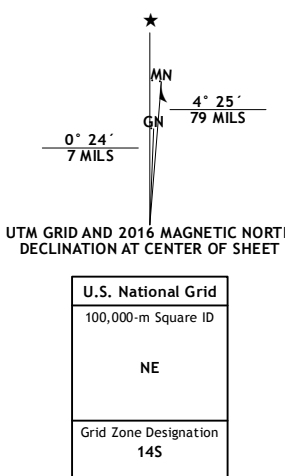 MN
4° 25´
79 MILS
GN
0° 24´
7 MILS
UTM GRID AND 2016 MAGNETIC NORTH
DECLINATION AT CENTER OF SHEET
U.S. National Grid
100,000-m Square ID
NE
Grid Zone Designation
14S